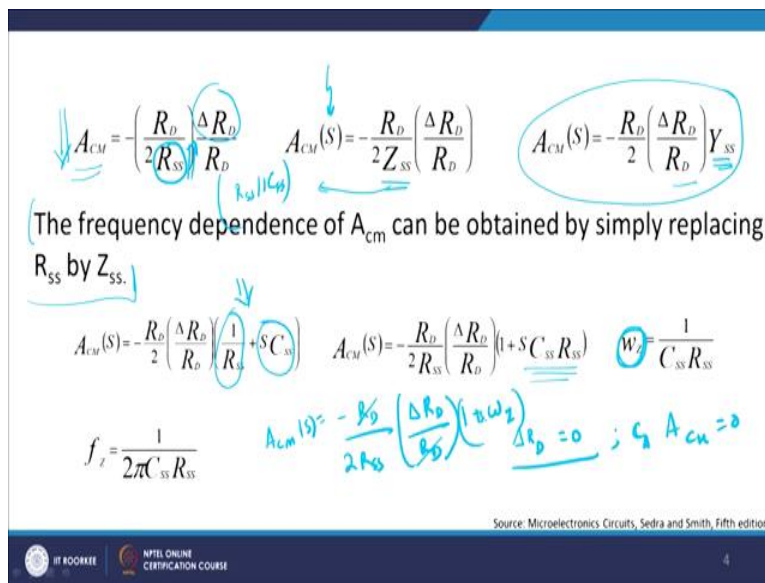 A_CM = -(R_D / 2R_SS) ΔR_D / R_D    A_CM(S) = -R_D / 2Z_SS (ΔR_D / R_D)    A_CM(S) = -R_D / 2 (ΔR_D / R_D) Y_SS
(R_SS || C_SS)
The frequency dependence of A_cm can be obtained by simply replacing
R_ss by Z_ss.
A_CM(S) = -R_D / 2 (ΔR_D / R_D)(1 / R_SS + SC_SS)    A_CM(S) = -R_D / 2R_SS (ΔR_D / R_D)(1 + SC_SS R_SS)    w_z = 1 / C_SS R_SS
f_z = 1 / 2πC_SS R_SS    A_cm(s) = -R_D / 2R_SS (ΔR_D / R_D)(1 ω_z)    ΔR_D = 0 ; A_CM = 0
Source: Microelectronics Circuits, Sedra and Smith, Fifth edition
IIT ROORKEE    NPTEL ONLINE
CERTIFICATION COURSE    4